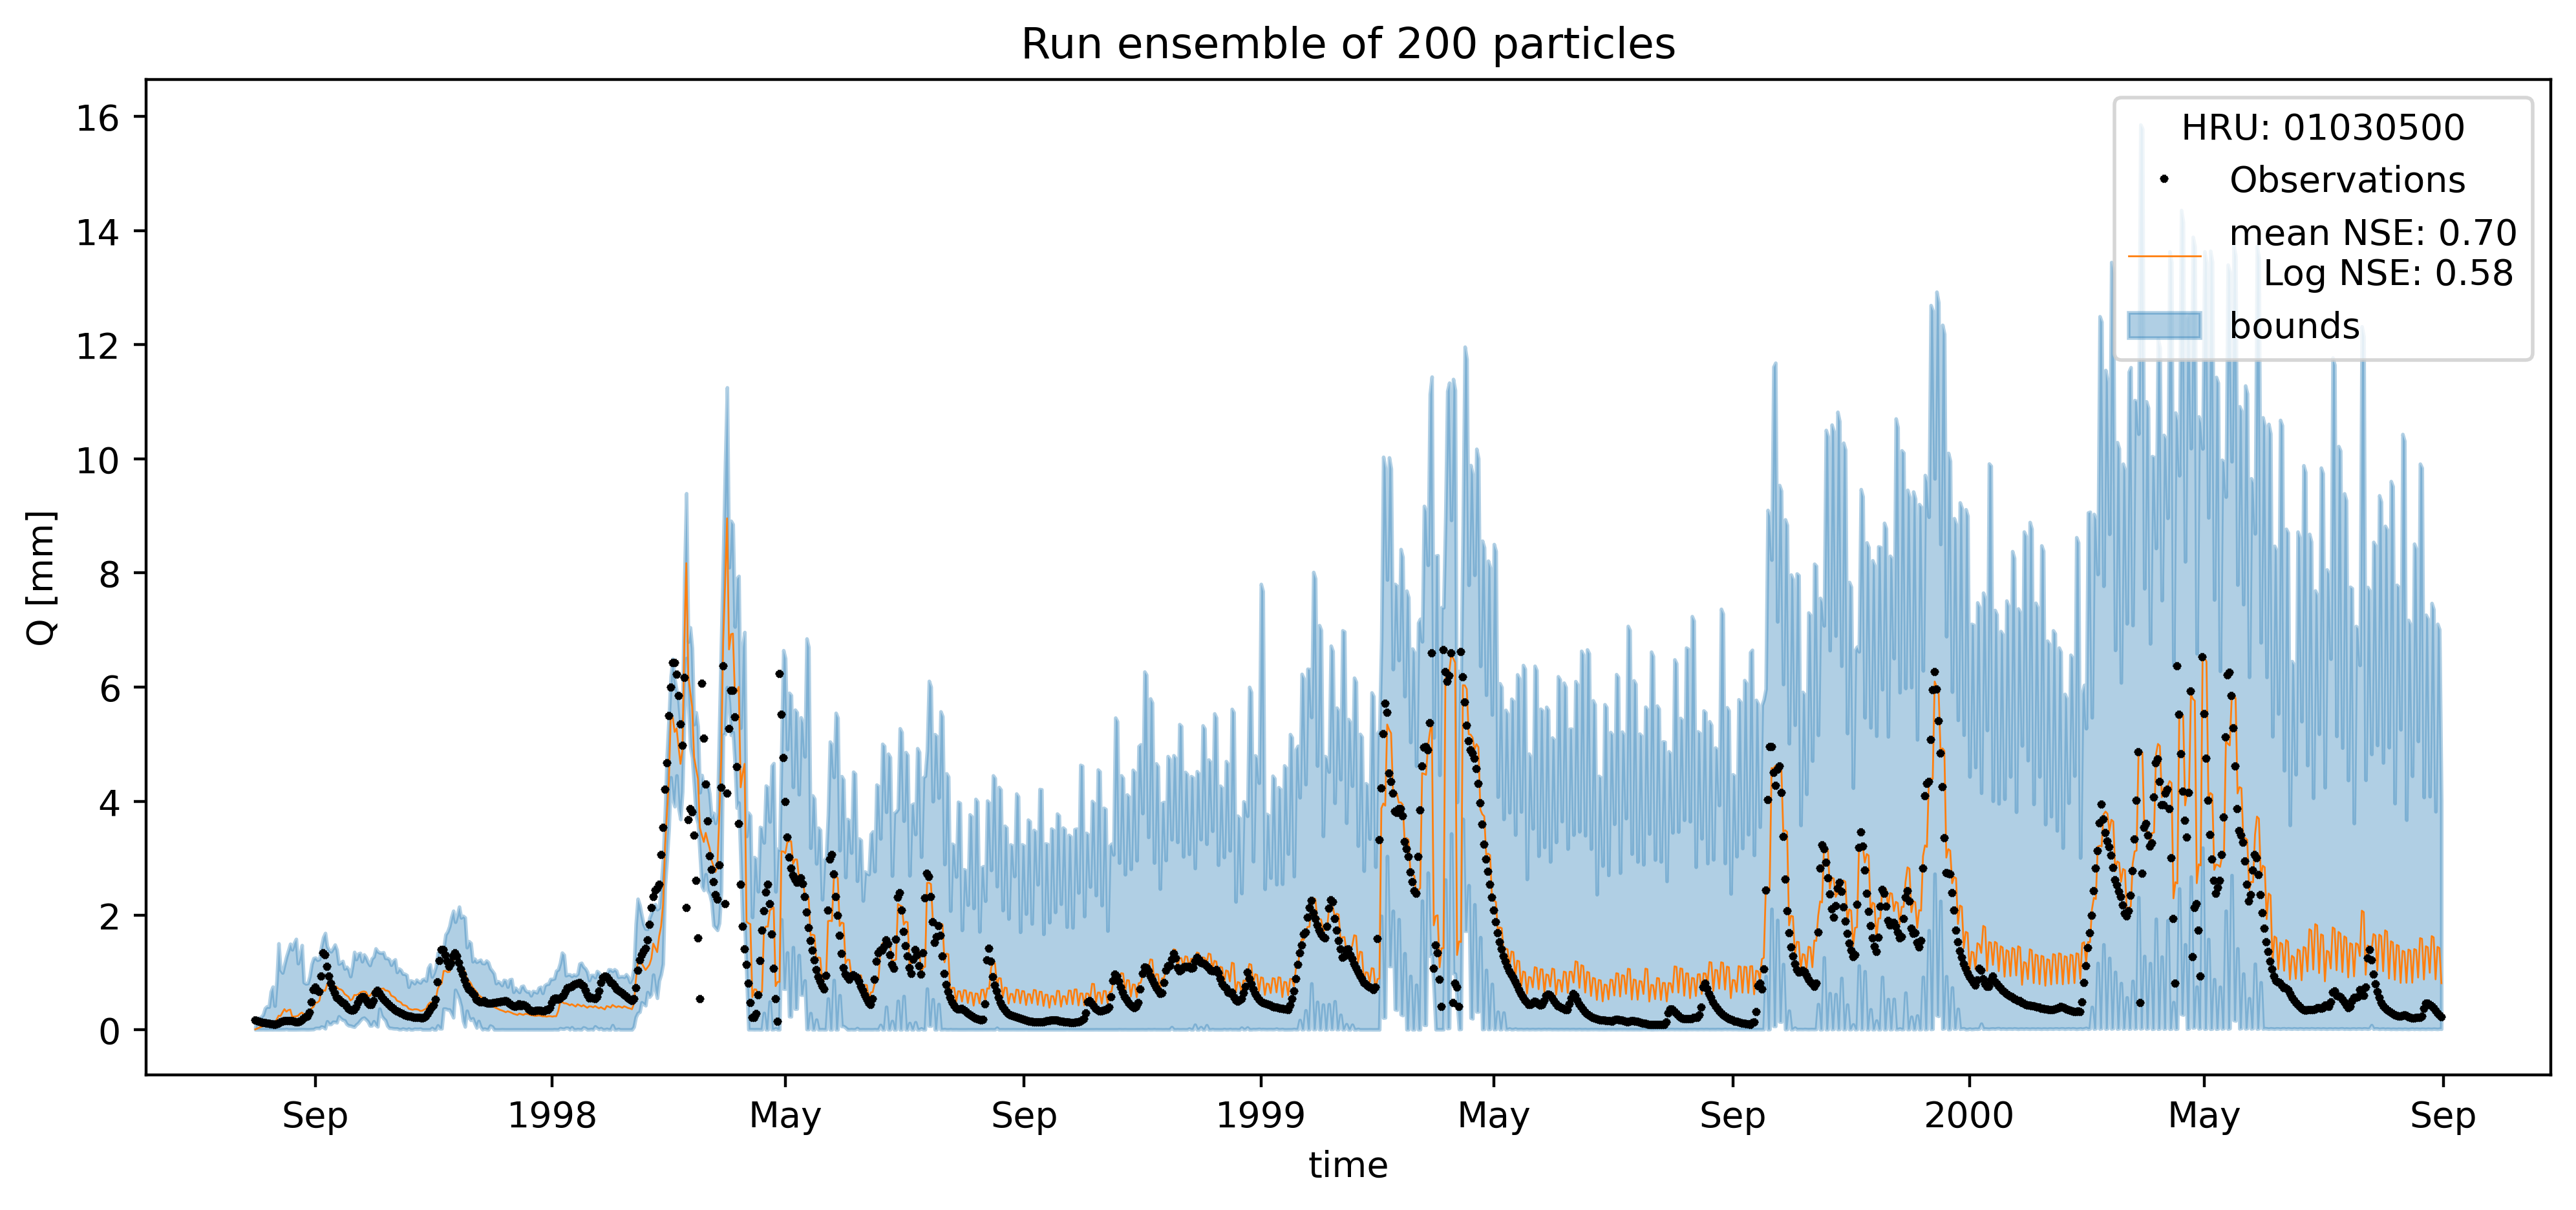 Run ensemble of 200 particles
HRU: 01030500
Observations
mean NSE: 0.70
Log NSE: 0.58
bounds
Q [mm]
16
14
12
10
8
6
4
2
0
Sep 1998 May Sep 1999 May Sep 2000 May Sep
time